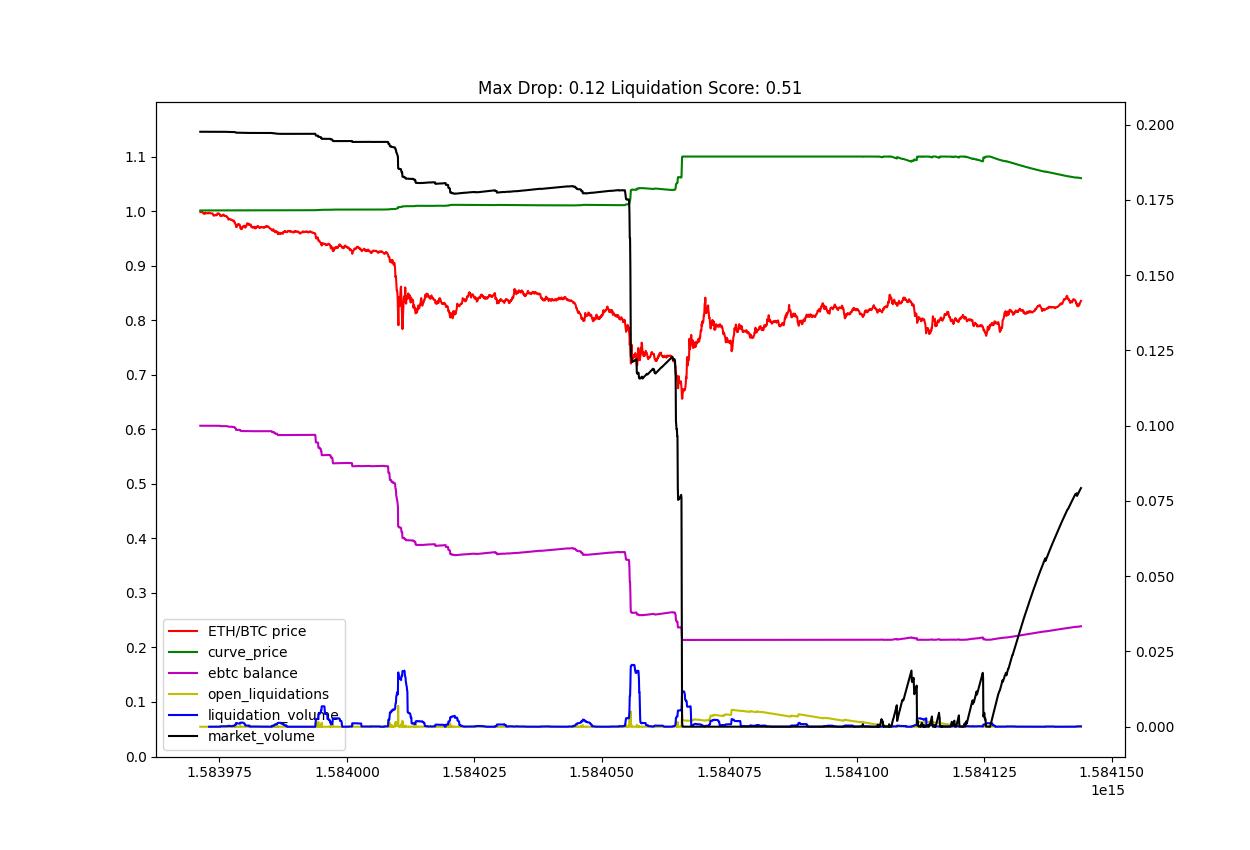 Max Drop: 0.12 Liquidation Score: 0.51
1.1
1.0
0.9
0.8
0.7
0.6
0.5
0.4
0.3
0.2
0.1
0.0
0.200
0.175
0.150
0.125
0.100
0.075
0.050
0.025
0.000
ETH/BTC price
curve_price
ebtc balance
open_liquidations
liquidation_volume
market_volume
1.583975 1.584000 1.584025 1.584050 1.584075 1.584100 1.584125 1.584150
1e15